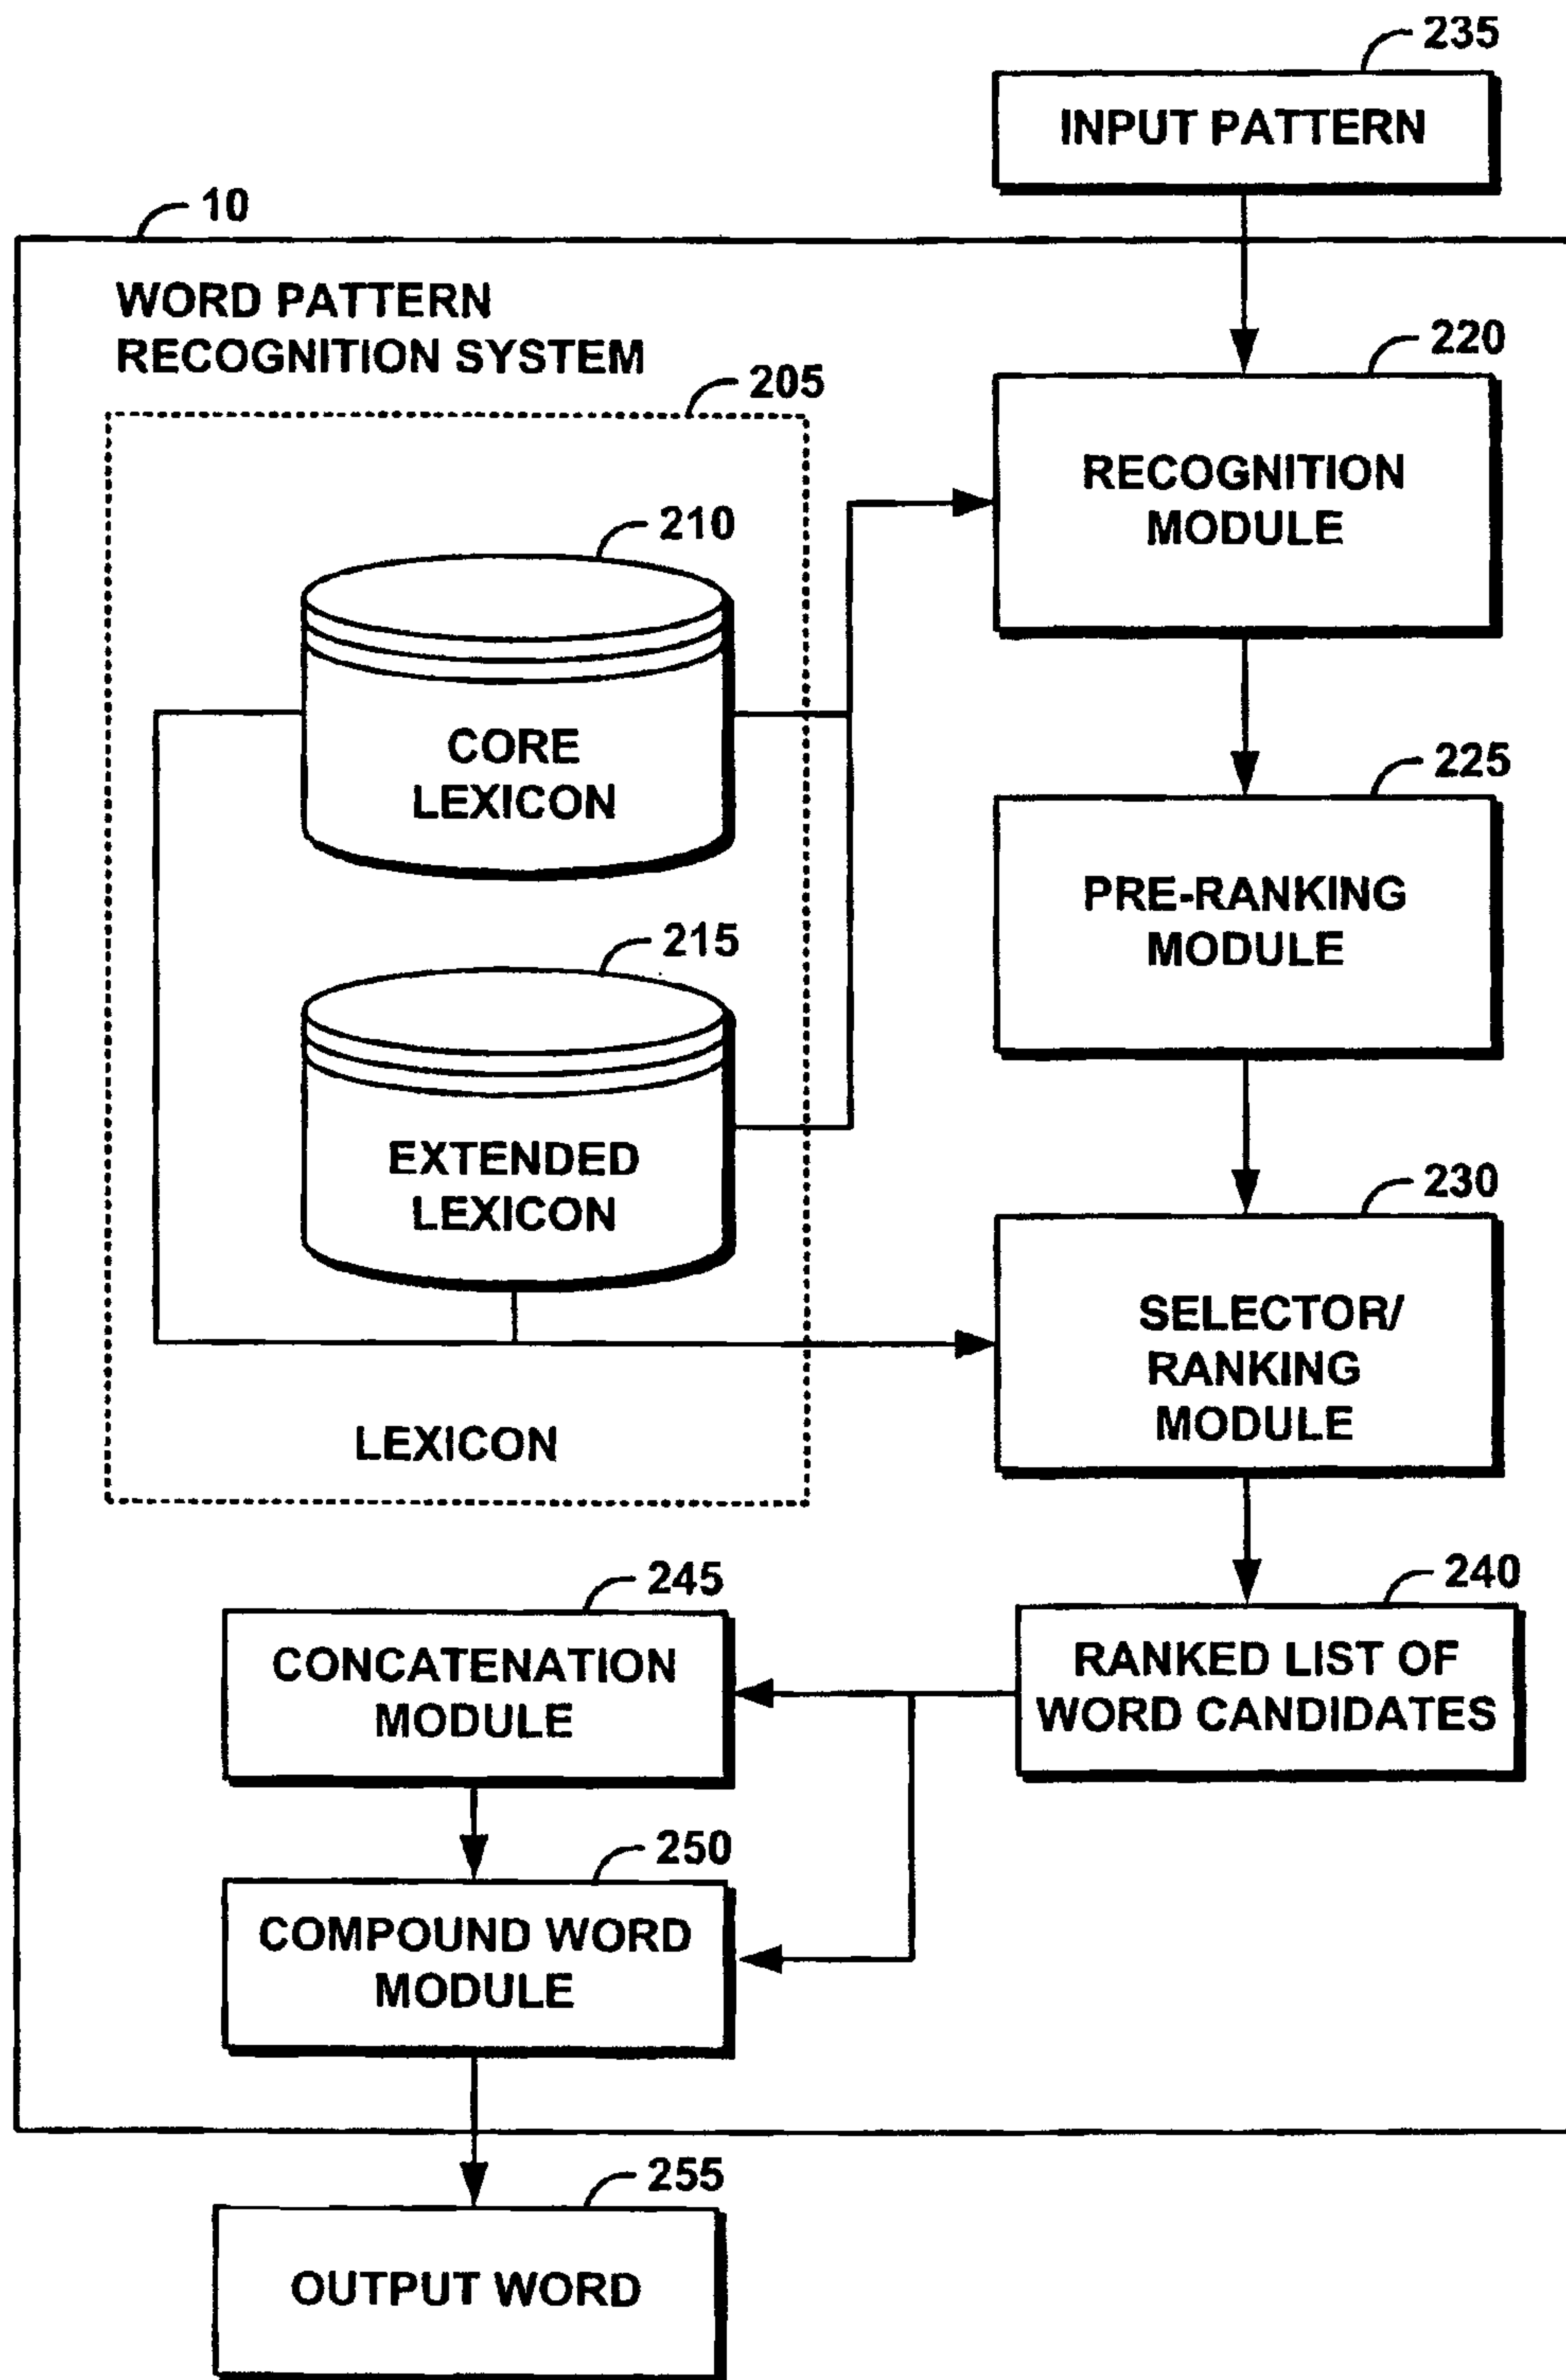 235
INPUT PATTERN
10
WORD PATTERN
RECOGNITION SYSTEM
205
220
RECOGNITION
MODULE
210
CORE
LEXICON
225
PRE-RANKING
MODULE
215
EXTENDED
LEXICON
230
SELECTOR/
RANKING
MODULE
LEXICON
245
CONCATENATION
MODULE
240
RANKED LIST OF
WORD CANDIDATES
250
COMPOUND WORD
MODULE
255
OUTPUT WORD